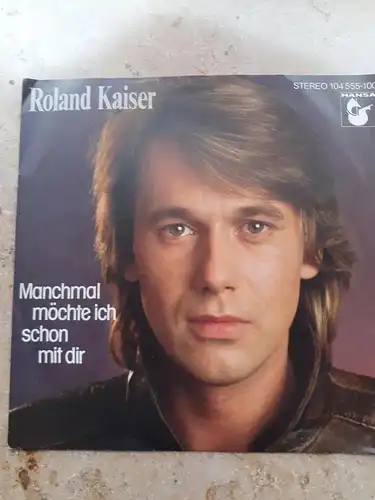 Roland Kaiser
STEREO 104 555-100
HANSA
Manchmal
möchte ich
schon
mit dir